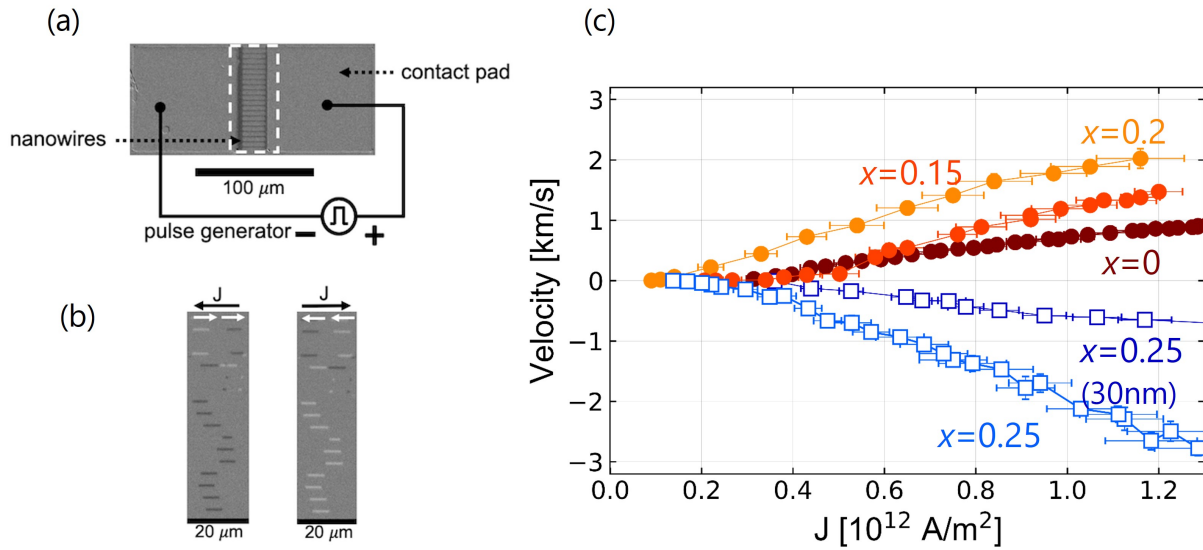 (a)
contact pad
nanowires
100 μm
pulse generator
−
+
(b)
J
J
20 μm
20 μm
(c)
Velocity [km/s]
3
2
1
0
−1
−2
−3
x=0.2
x=0.15
x=0
x=0.25
(30nm)
x=0.25
0.0 0.2 0.4 0.6 0.8 1.0 1.2
J [10¹² A/m²]